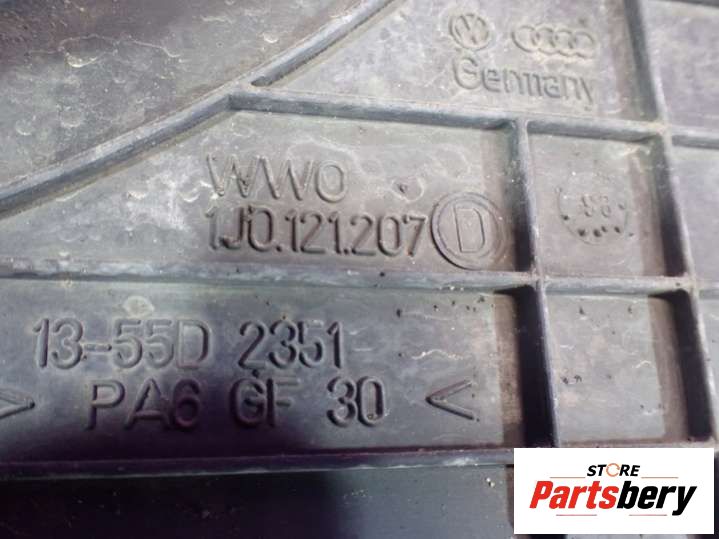 Germany
WWO
1J0.121.207 D
13-55D 2351
> PA6 GF 30 <
STORE
Partsbery